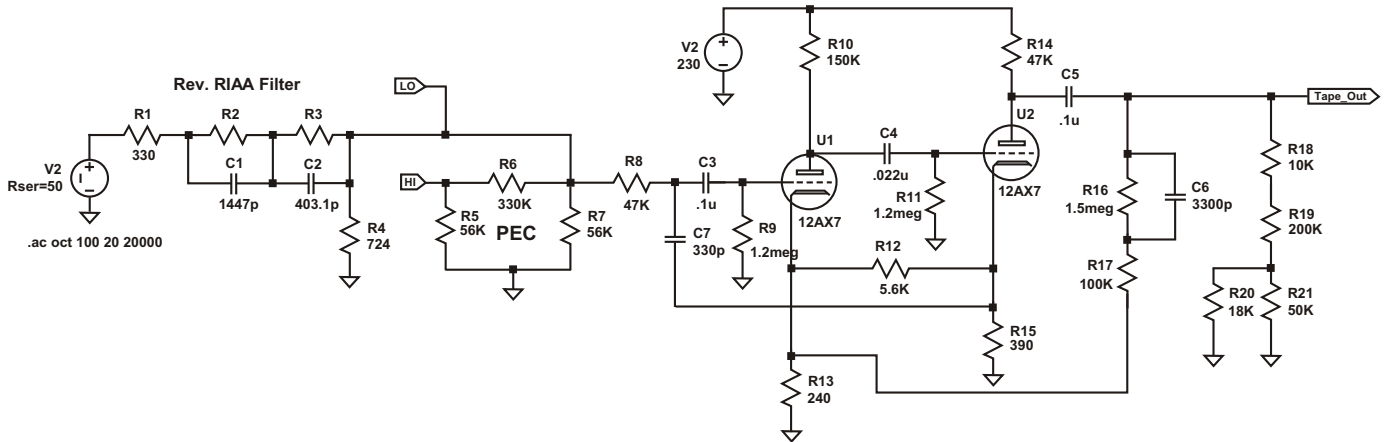 V2
230
R10
150K
R14
47K
C5
.1u
Tape_Out
Rev. RIAA Filter
LO
R1
330
R2
R3
C1
1447p
C2
403.1p
V2
Rser=50
R4
724
.ac oct 100 20 20000
HI
R6
330K
R5
56K
PEC
R7
56K
R8
47K
C3
.1u
C7
330p
R9
1.2meg
U1
12AX7
C4
.022u
R11
1.2meg
U2
12AX7
R12
5.6K
R13
240
R15
390
R16
1.5meg
C6
3300p
R17
100K
R18
10K
R19
200K
R20
18K
R21
50K